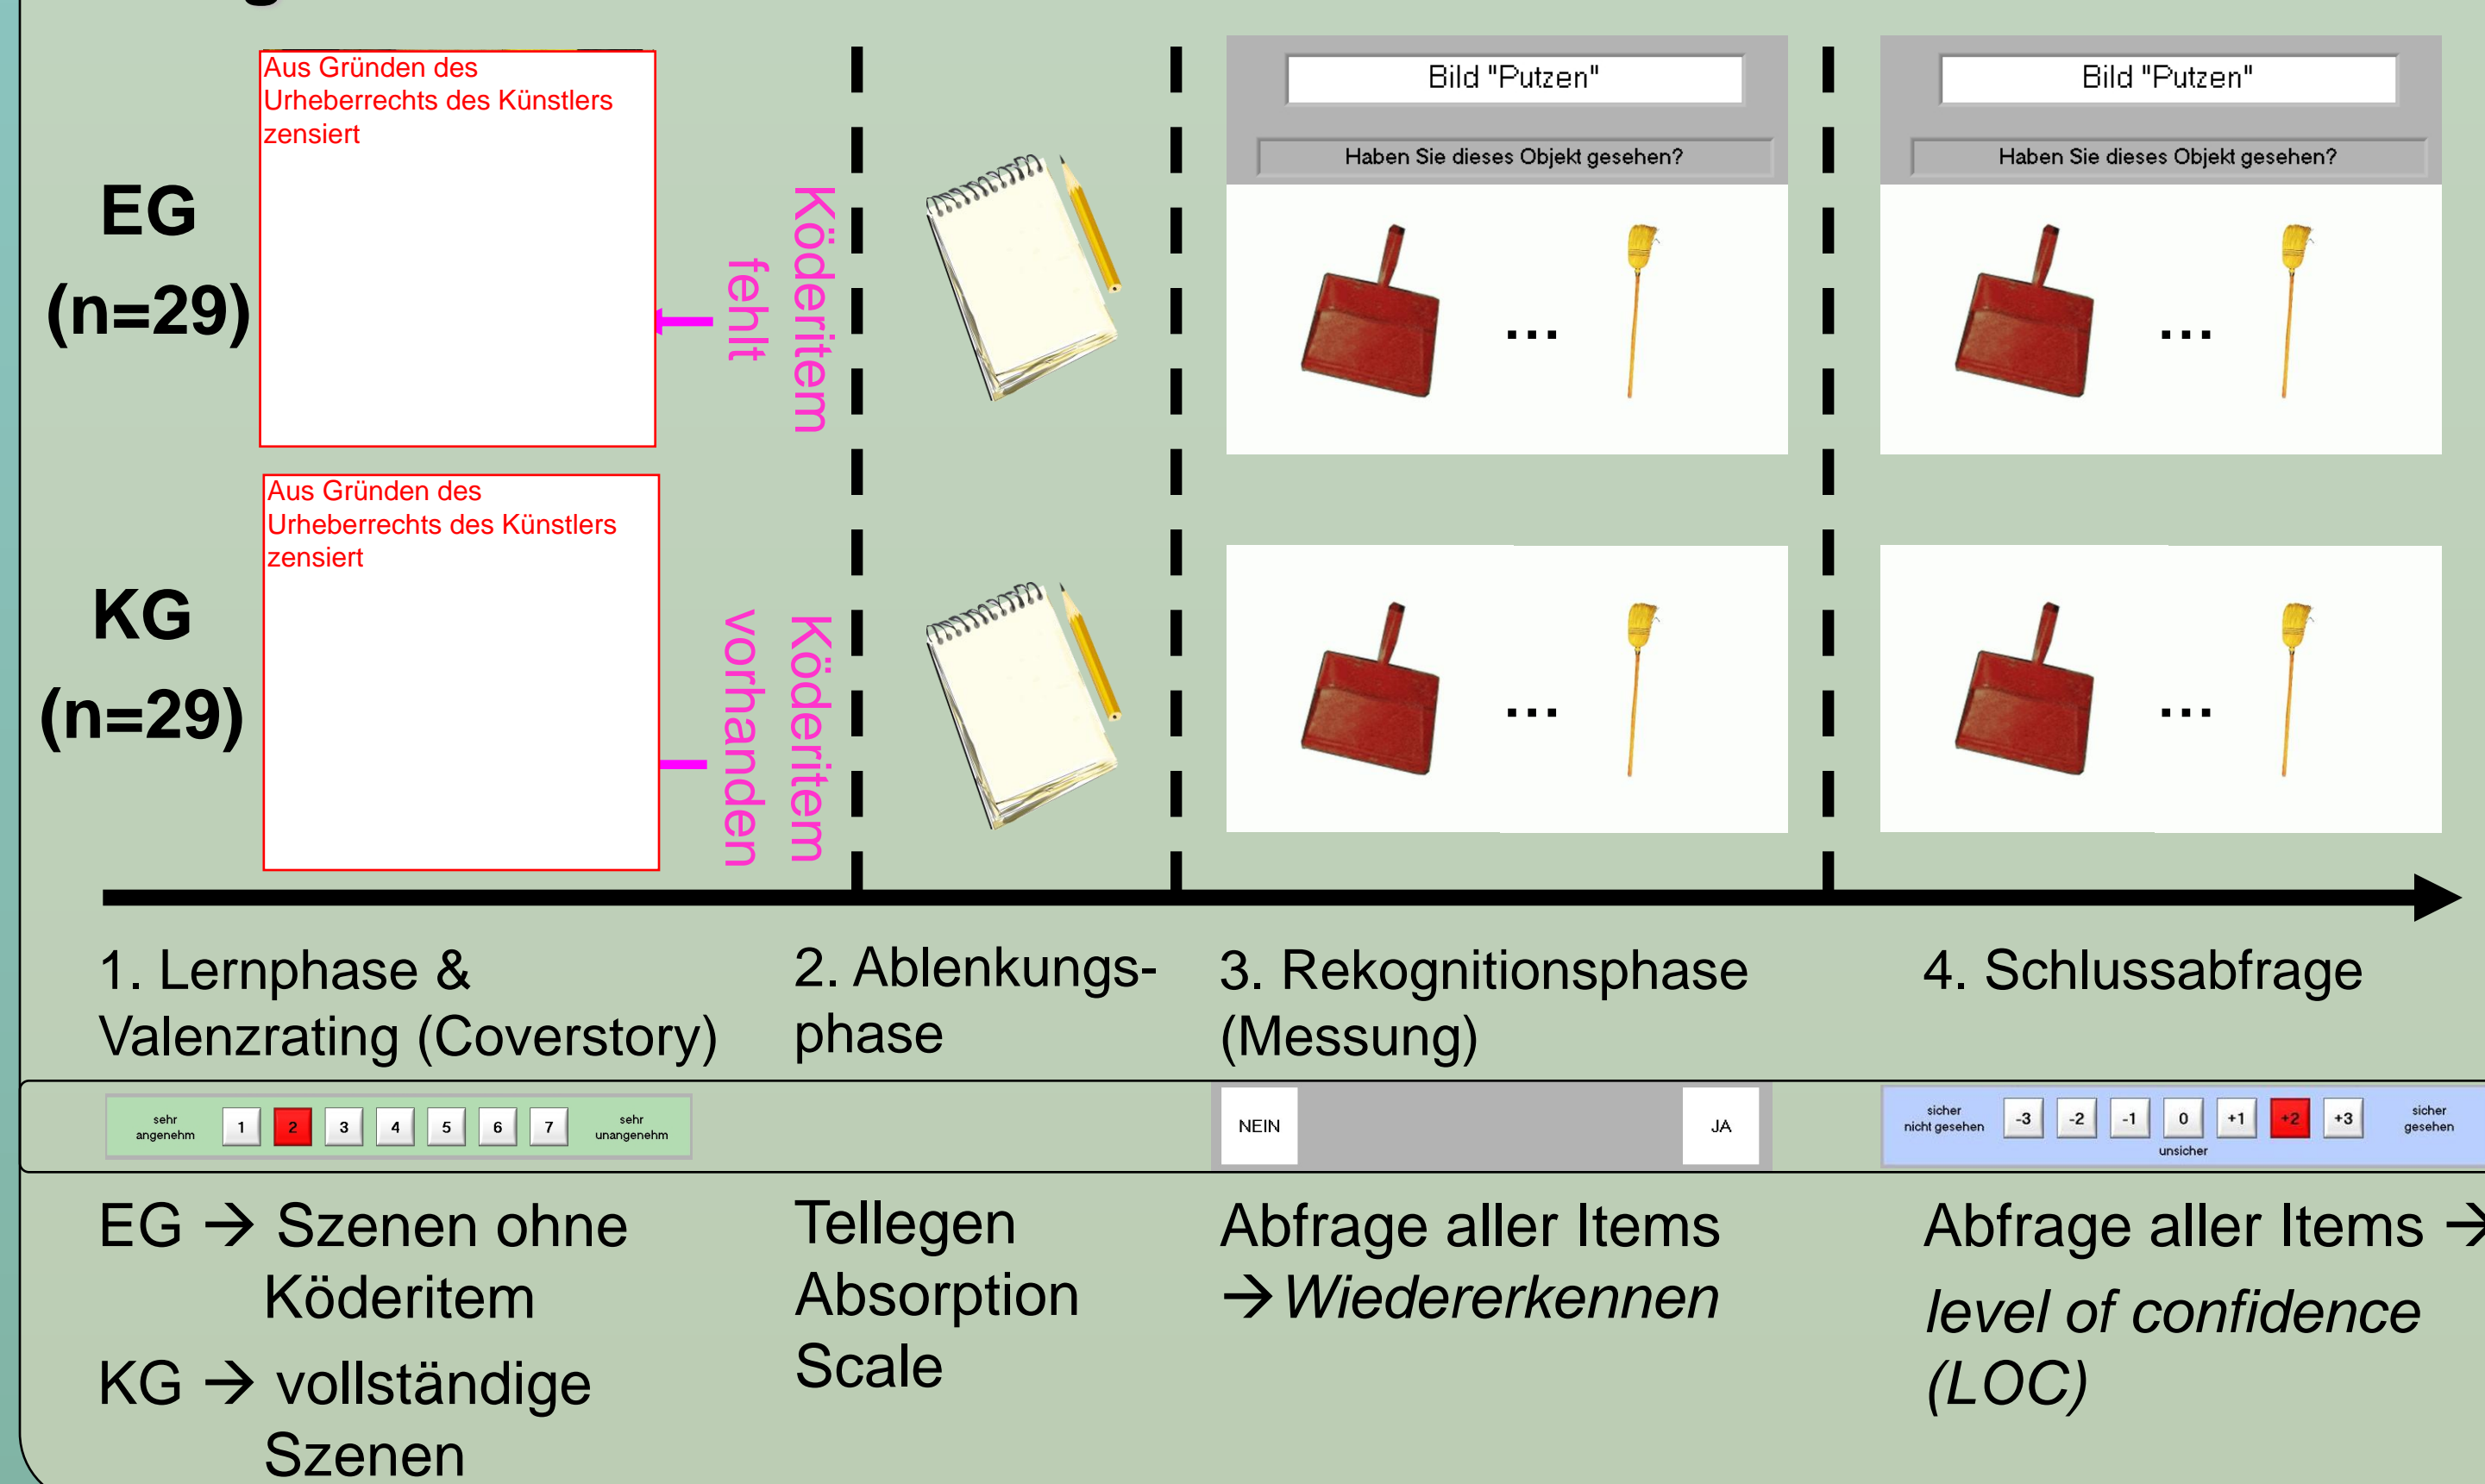 Aus Gründen des
Urheberrechts des Künstlers
zensiert
EG
(n=29)
Köderitem
fehlt
Bild "Putzen"
Haben Sie dieses Objekt gesehen?
...
Bild "Putzen"
Haben Sie dieses Objekt gesehen?
...
Aus Gründen des
Urheberrechts des Künstlers
zensiert
KG
(n=29)
Köderitem
vorhanden
...
...
1. Lernphase &
Valenzrating (Coverstory)
2. Ablenkungs-
phase
3. Rekognitionsphase
(Messung)
4. Schlussabfrage
sehr
angenehm
1 2 3 4 5 6 7
sehr
unangenehm
NEIN
JA
sicher
nicht gesehen
-3 -2 -1 0 +1 +2 +3
unsicher
sicher
gesehen
EG → Szenen ohne
Köderitem
KG → vollständige
Szenen
Tellegen
Absorption
Scale
Abfrage aller Items
→ Wiedererkennen
Abfrage aller Items →
level of confidence
(LOC)